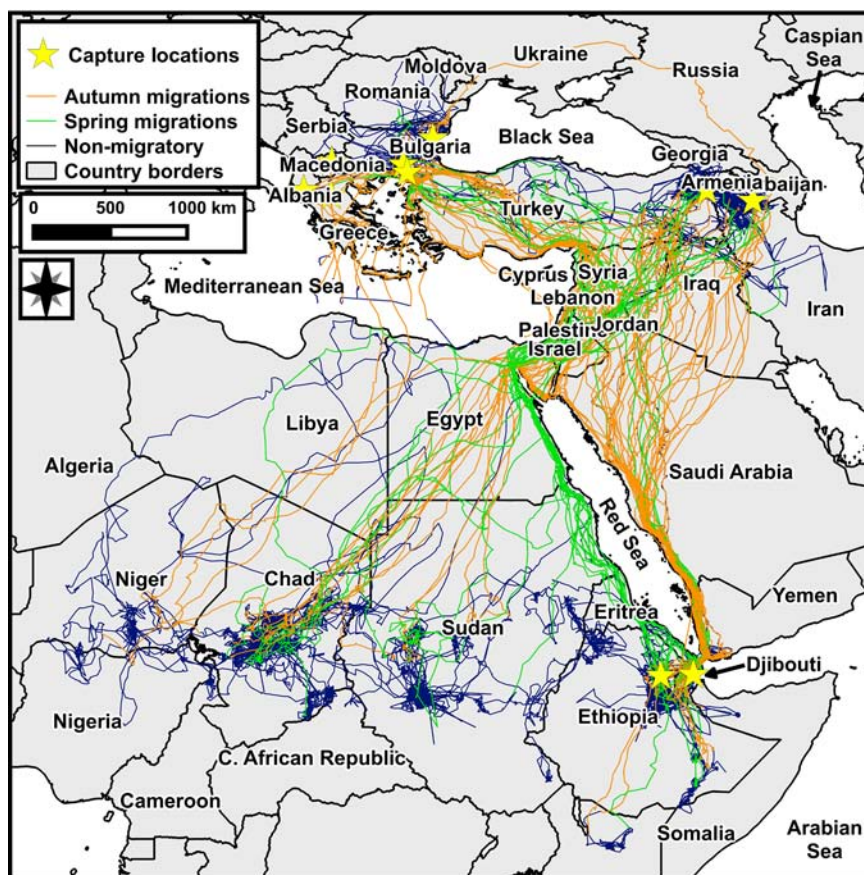 Capture locations
Autumn migrations
Spring migrations
Non-migratory
Country borders
0 500 1000 km
Ukraine
Caspian
Sea
Moldova
Russia
Romania
Serbia
Black Sea
Bulgaria
Georgia
Macedonia
Armenia
baijan
Albania
Turkey
Greece
Cyprus
Syria
Mediterranean Sea
Lebanon
Iraq
Iran
Palestine
Jordan
Israel
Libya
Egypt
Algeria
Saudi Arabia
Red Sea
Niger
Chad
Yemen
Eritrea
Sudan
Djibouti
Nigeria
Ethiopia
C. African Republic
Cameroon
Somalia
Arabian
Sea